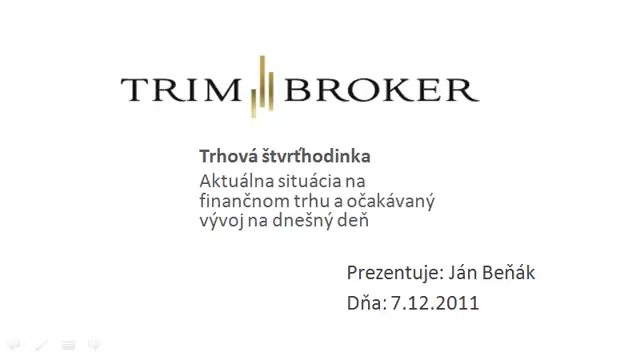 TRIM BROKER
Trhová štvrťhodinka
Aktuálna situácia na
finančnom trhu a očakávaný
vývoj na dnešný deň
Prezentuje: Ján Beňák
Dňa: 7.12.2011